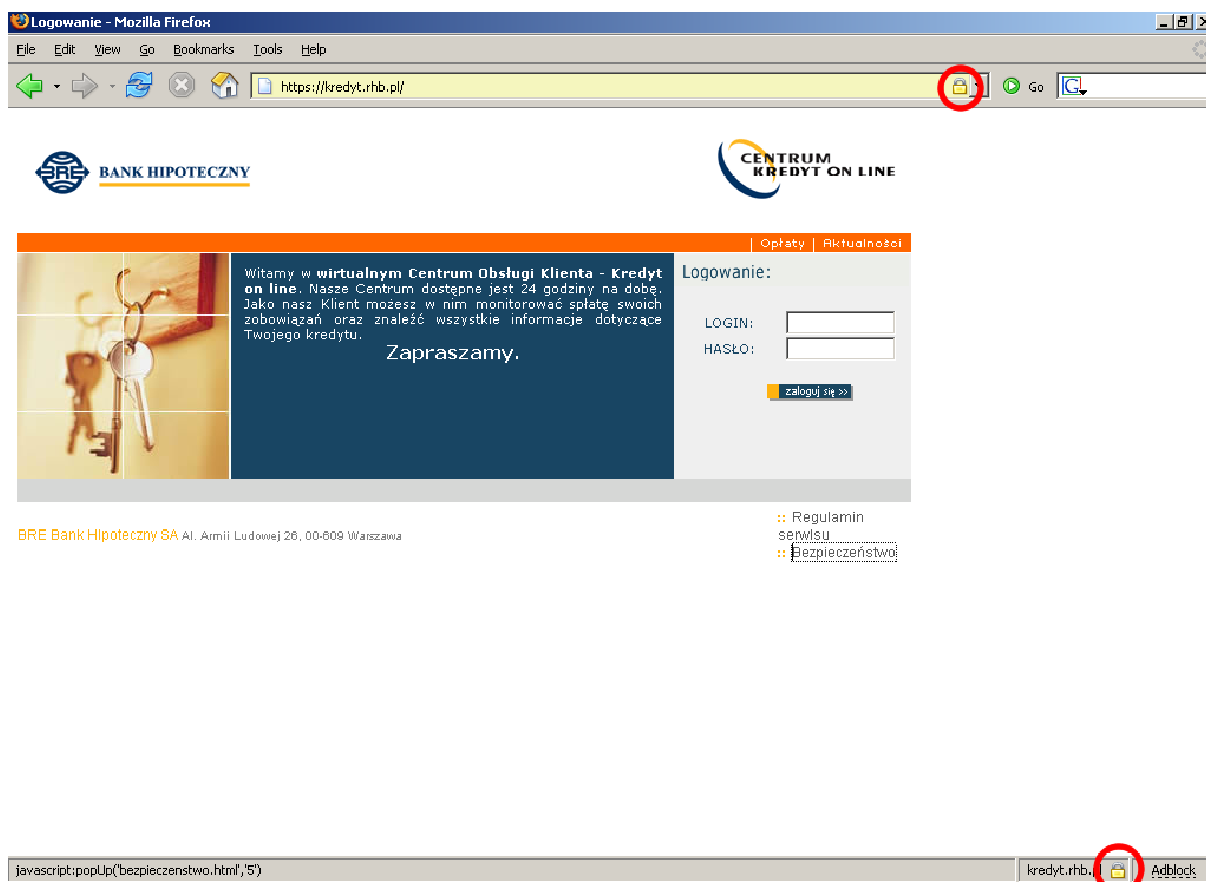 Logowanie - Mozilla Firefox
File Edit View Go Bookmarks Tools Help
https://kredyt.rhb.pl/
Go
G
BRE BANK HIPOTECZNY
CENTRUM
KREDYT ON LINE
| Opłaty | Aktualności
Witamy w wirtualnym Centrum Obsługi Klienta - Kredyt
on line. Nasze Centrum dostępne jest 24 godziny na dobę.
Jako nasz Klient możesz w nim monitorować spłatę swoich
zobowiązań oraz znaleźć wszystkie informacje dotyczące
Twojego kredytu.
Zapraszamy.
Logowanie:
LOGIN:
HASŁO:
zaloguj się >>
BRE Bank Hipoteczny SA Al. Armii Ludowej 26, 00-609 Warszawa
:: Regulamin
serwisu
:: Bezpieczeństwo
javascript:popUp('bezpieczenstwo.html','5')
kredyt.rhb.pl
Adblock